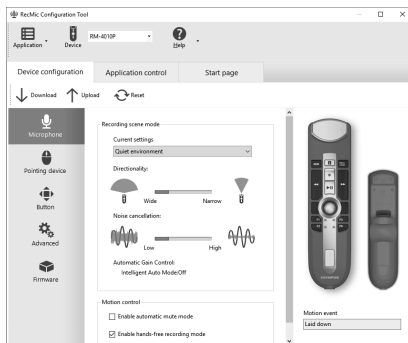 RecMic Configuration Tool
Application
Device
RM-4010P
Help
Device configuration
Application control
Start page
Download
Upload
Reset
Microphone
Pointing device
Button
Advanced
Firmware
Recording scene mode
Current settings
Quiet environment
Directionality:
Wide
Narrow
Noise cancellation:
Low
High
Automatic Gain Control:
Intelligent Auto Mode:Off
Motion control
Enable automatic mute mode
Enable hands-free recording mode
OLYMPUS
Motion event
Laid down